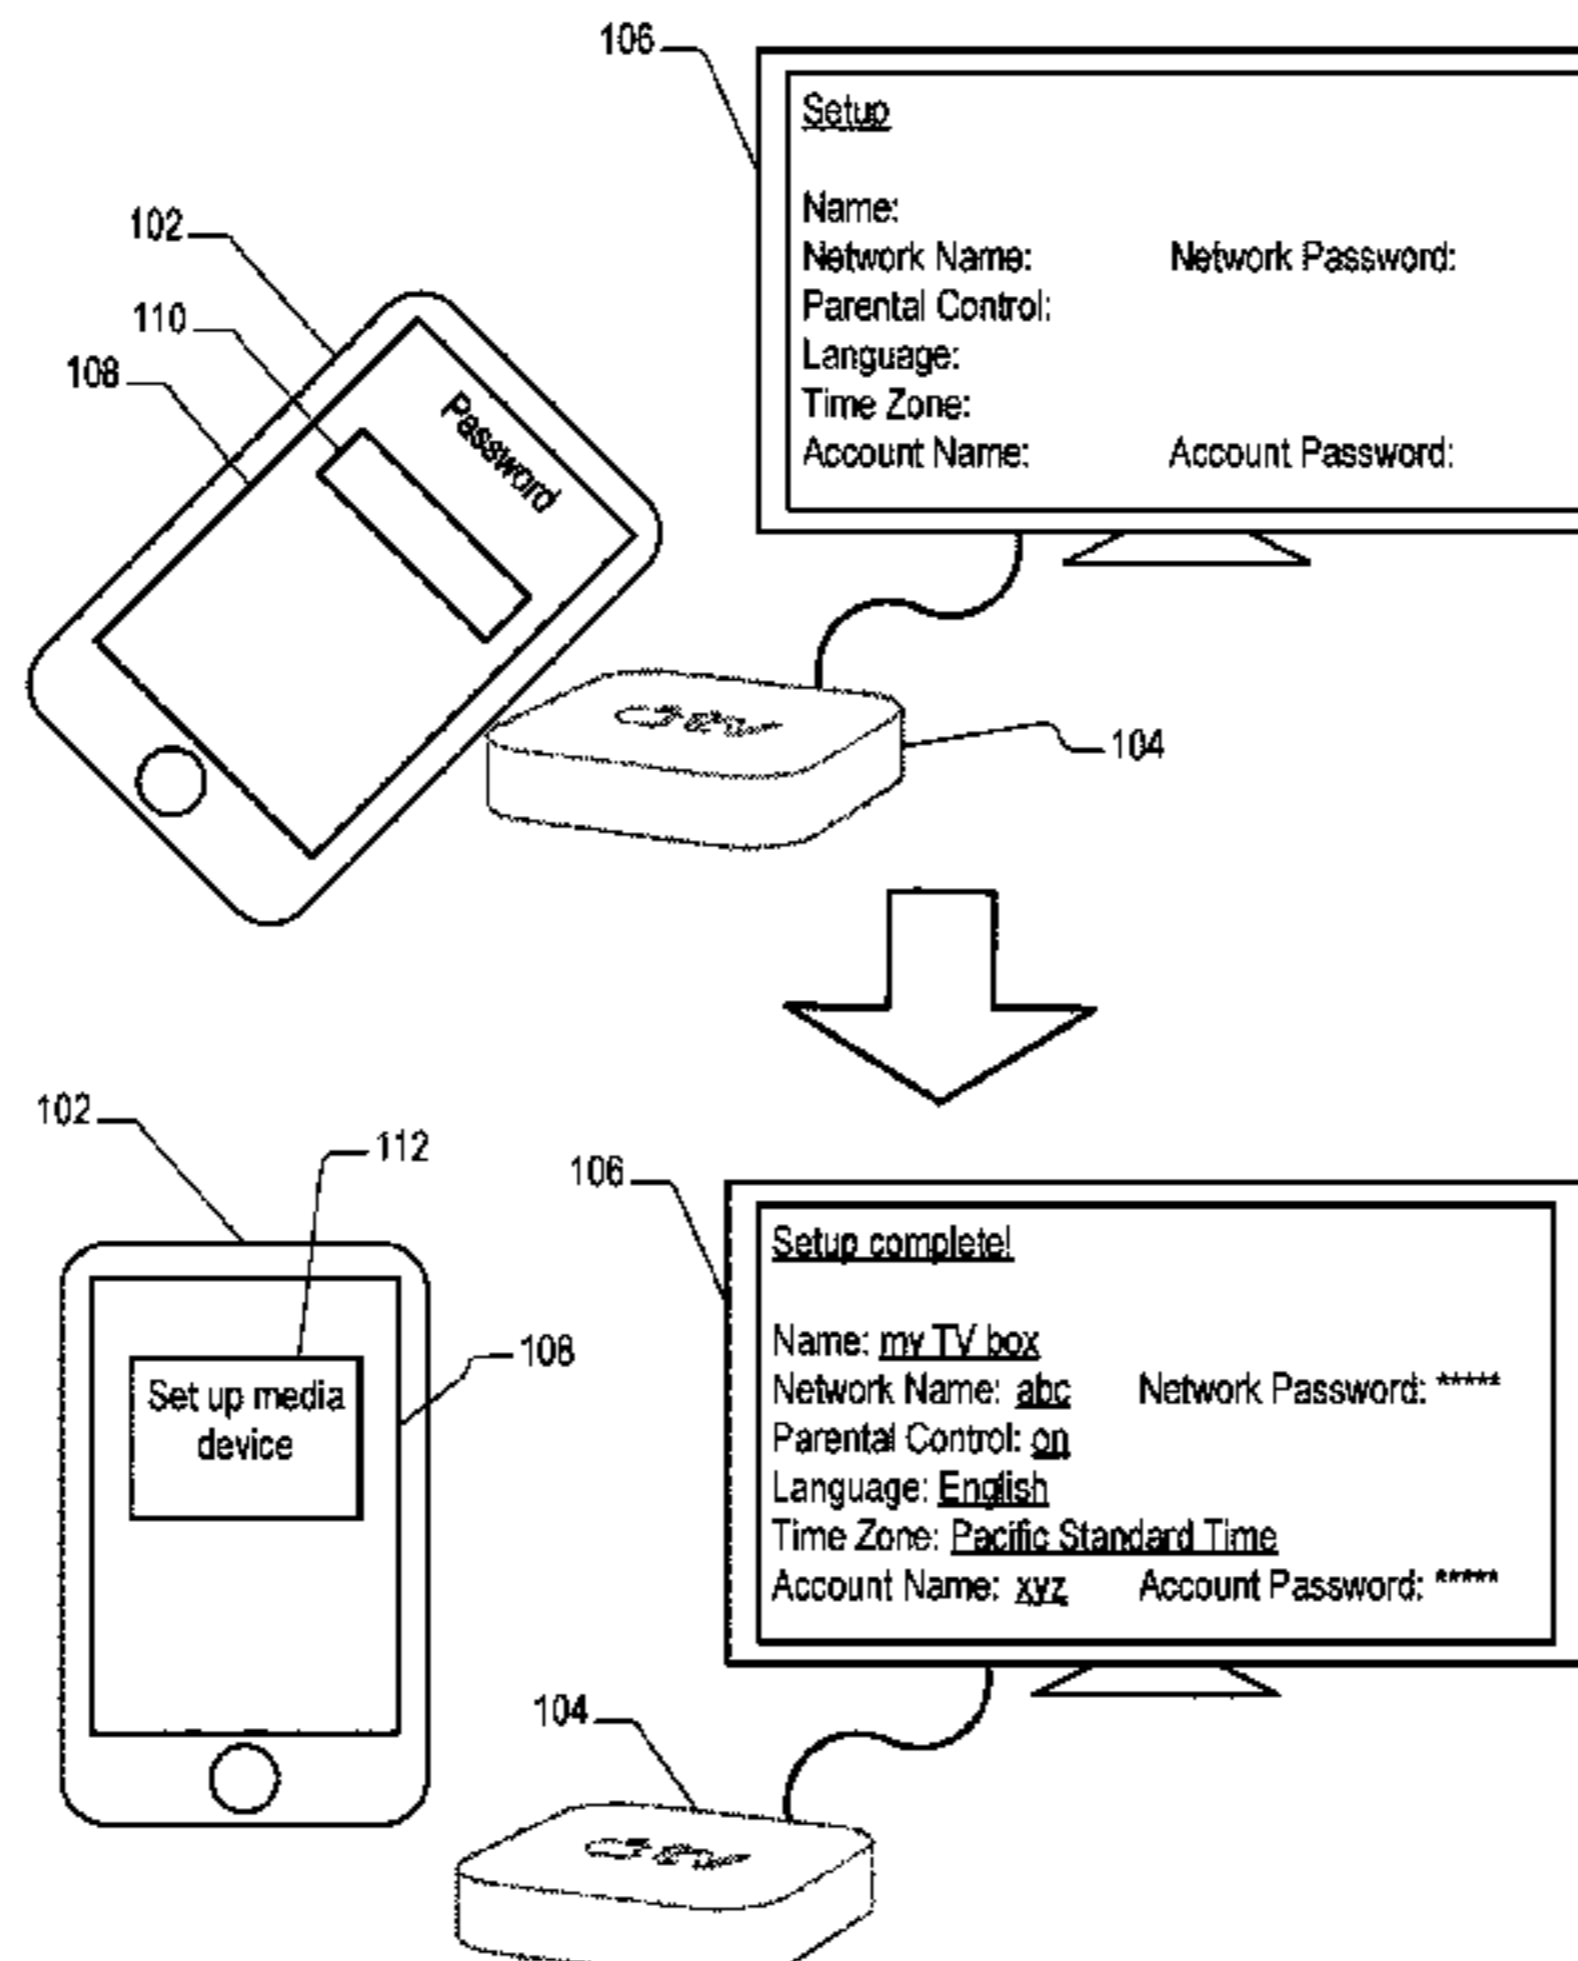 106
Setup
Name:
Network Name: Network Password:
Parental Control:
Language:
Time Zone:
Account Name: Account Password:
102
110
108
Password
104
102
112
106
Setup complete!
Name: my TV box
Network Name: abc Network Password: *****
Parental Control: on
Language: English
Time Zone: Pacific Standard Time
Account Name: xyz Account Password: *****
108
Set up media
device
104